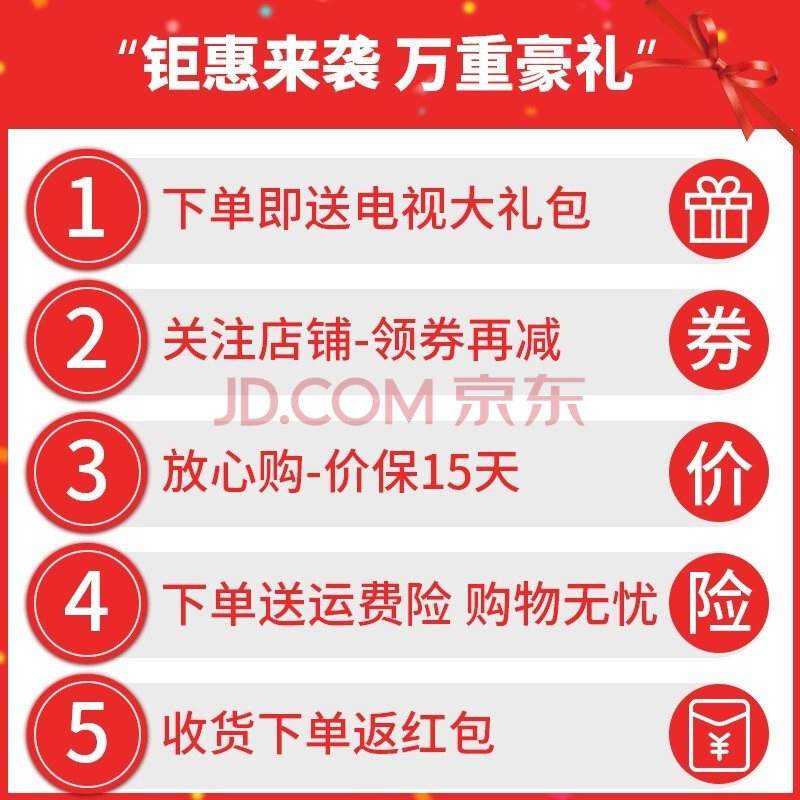 “钜惠来袭 万重豪礼”
1 下单即送电视大礼包
2 关注店铺-领券再减 券
JD.COM 京东
3 放心购-价保15天 价
4 下单送运费险 购物无忧 险
5 收货下单返红包 ¥